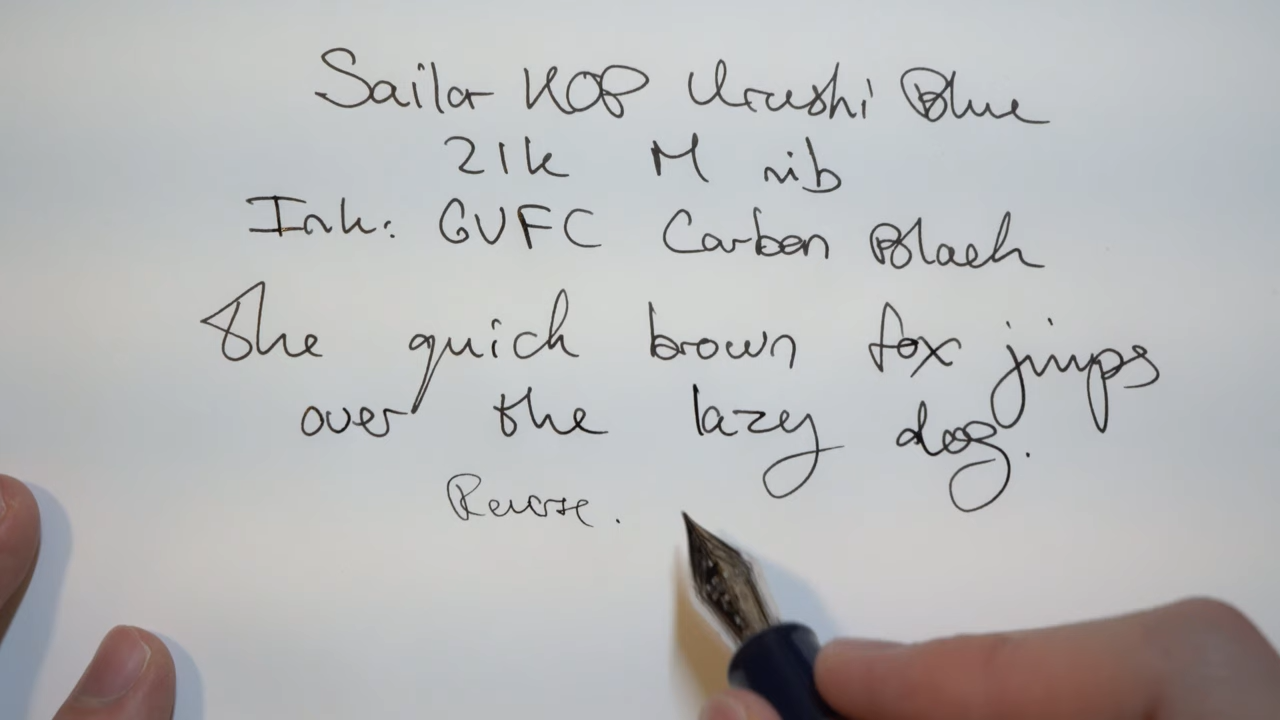 Sailor KOP Urushi Blue
21k M nib
Ink: GVFC Carbon Black
The quick brown fox jumps
over the lazy dog.
Reverse.